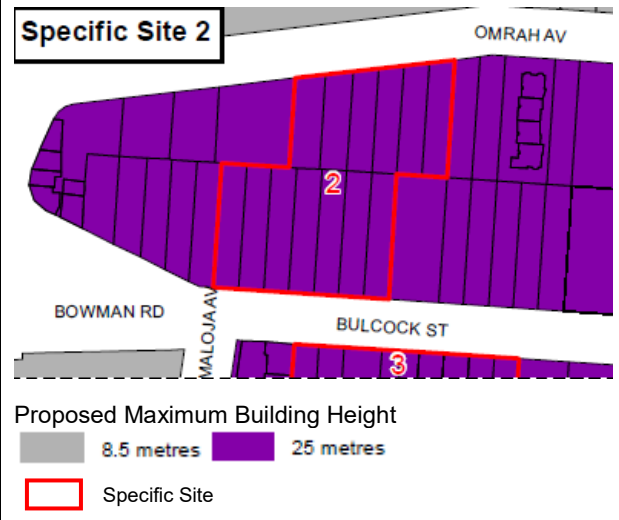 Specific Site 2
OMRAH AV
2
BOWMAN RD
MALOJA AV
BULCOCK ST
3
Proposed Maximum Building Height
8.5 metres
25 metres
Specific Site